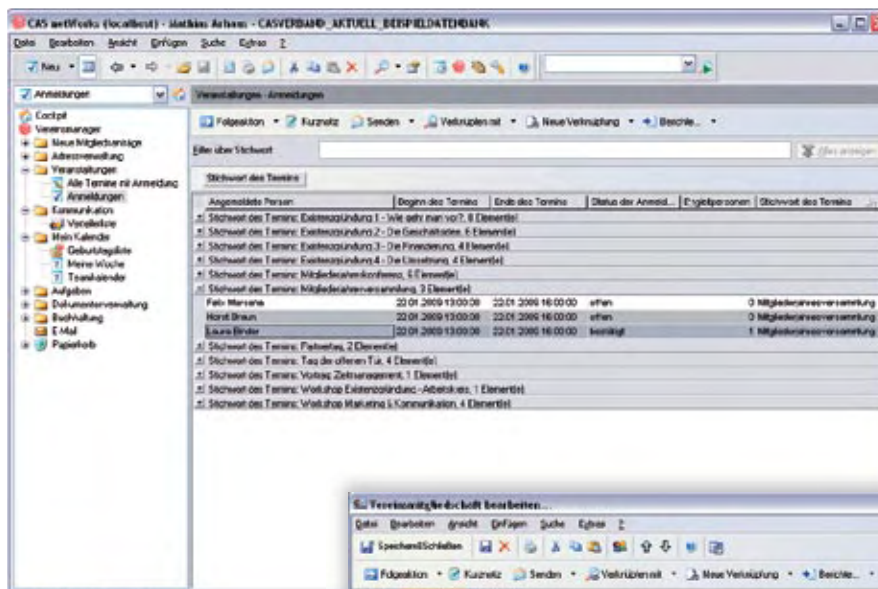 CAS netWorks (localhost) - Mathias Arham - CASVERBAND_AKTUELL_BEISPIELDATENBANK
Datei Bearbeiten Ansicht Einfügen Suche Extras ?
Neu
Anmeldungen
Veranstaltungen - Anmeldungen
Cockpit
Vereinsmanager
Neue Mitgliedsanträge
Adressverwaltung
Veranstaltungen
Alle Termine mit Anmeldung
Anmeldungen
Kommunikation
Verteilerliste
Mein Kalender
Geburtstagsliste
Meine Woche
Teamkalender
Aufgaben
Dokumentenverwaltung
Buchhaltung
E-Mail
Papierkorb
Folgeaktion Kurznotiz Senden Verknüpfen mit Neue Verknüpfung Berichte...
Filter über Stichwort Alles anzeigen
Stichwort des Termins
Angemeldete Person Beginn des Termins Ende des Termins Status der Anmeld... Stichwort des Termins
Stichwort des Termins: Existenzgründung 1 - Wie geht man vor?, 8 Element(e)
Stichwort des Termins: Existenzgründung 2 - Die Geschäftsidee, 6 Element(e)
Stichwort des Termins: Existenzgründung 3 - Die Finanzierung, 4 Element(e)
Stichwort des Termins: Existenzgründung 4 - Die Umsetzung, 4 Element(e)
Stichwort des Termins: Mitgliederjahreskonferenz, 6 Element(e)
Stichwort des Termins: Mitgliederjahresversammlung, 3 Element(e)
Felix Marsene 22.01.2009 13:00:00 22.01.2009 16:00:00 offen 0 Mitgliederjahresversammlung
Horst Braun 22.01.2009 13:00:00 22.01.2009 16:00:00 offen 0 Mitgliederjahresversammlung
Laura Binder 22.01.2009 13:00:00 22.01.2009 16:00:00 bestätigt 1 Mitgliederjahresversammlung
Stichwort des Termins: Partnertag, 2 Element(e)
Stichwort des Termins: Tag der offenen Tür, 4 Element(e)
Stichwort des Termins: Vortrag Zeitmanagement, 1 Element(e)
Stichwort des Termins: Workshop Existenzgründung - Arbeitskreis, 1 Element(e)
Stichwort des Termins: Workshop Marketing & Kommunikation, 4 Element(e)
Vereinsmitgliedschaft bearbeiten...
Datei Bearbeiten Ansicht Einfügen Suche Extras ?
Speichern&Schließen
Folgeaktion Kurznotiz Senden Verknüpfen mit Neue Verknüpfung Berichte...